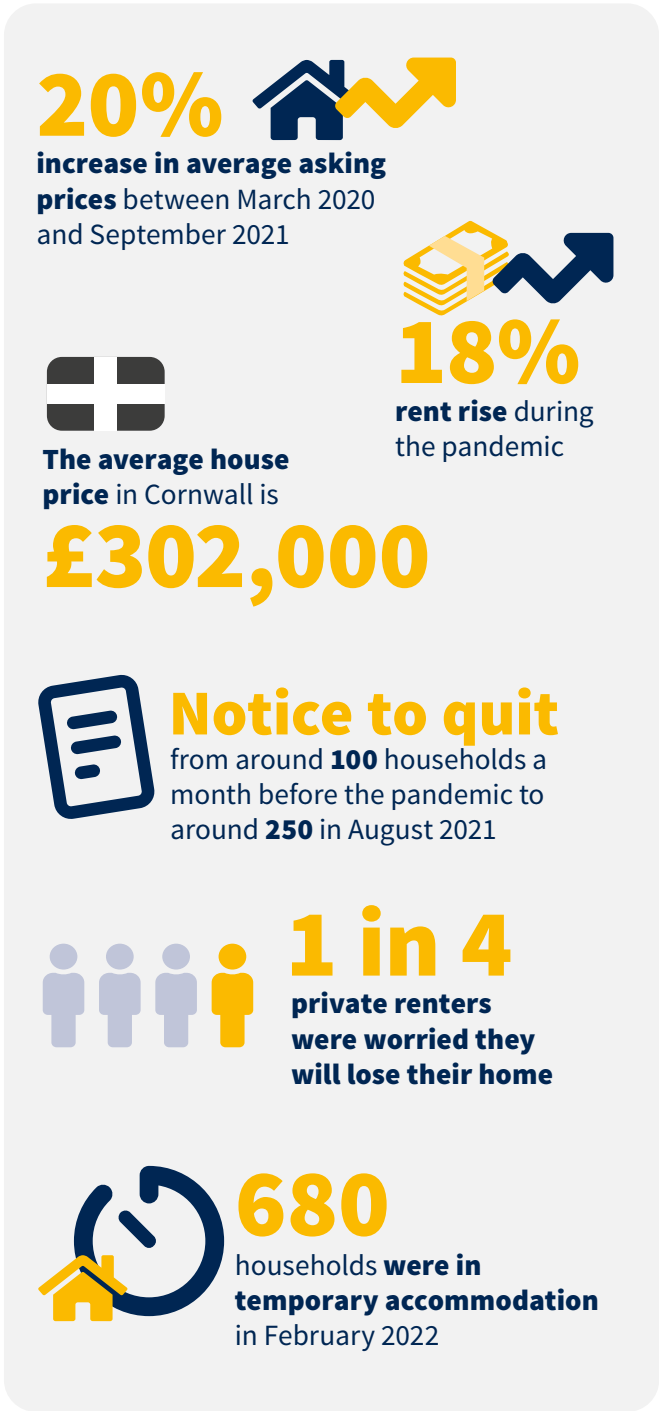 20%
increase in average asking
prices between March 2020
and September 2021
18%
rent rise during
the pandemic
The average house
price in Cornwall is
£302,000
Notice to quit
from around 100 households a
month before the pandemic to
around 250 in August 2021
1 in 4
private renters
were worried they
will lose their home
680
households were in
temporary accommodation
in February 2022